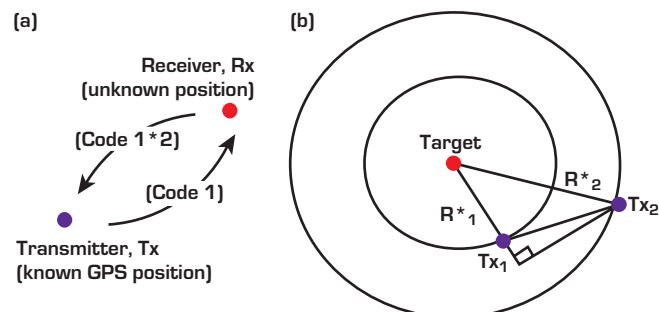 (a)
Receiver, Rx
(unknown position)
(Code 1*2)
(Code 1)
Transmitter, Tx
(known GPS position)
(b)
Target
R*2
R*1
Tx2
Tx1